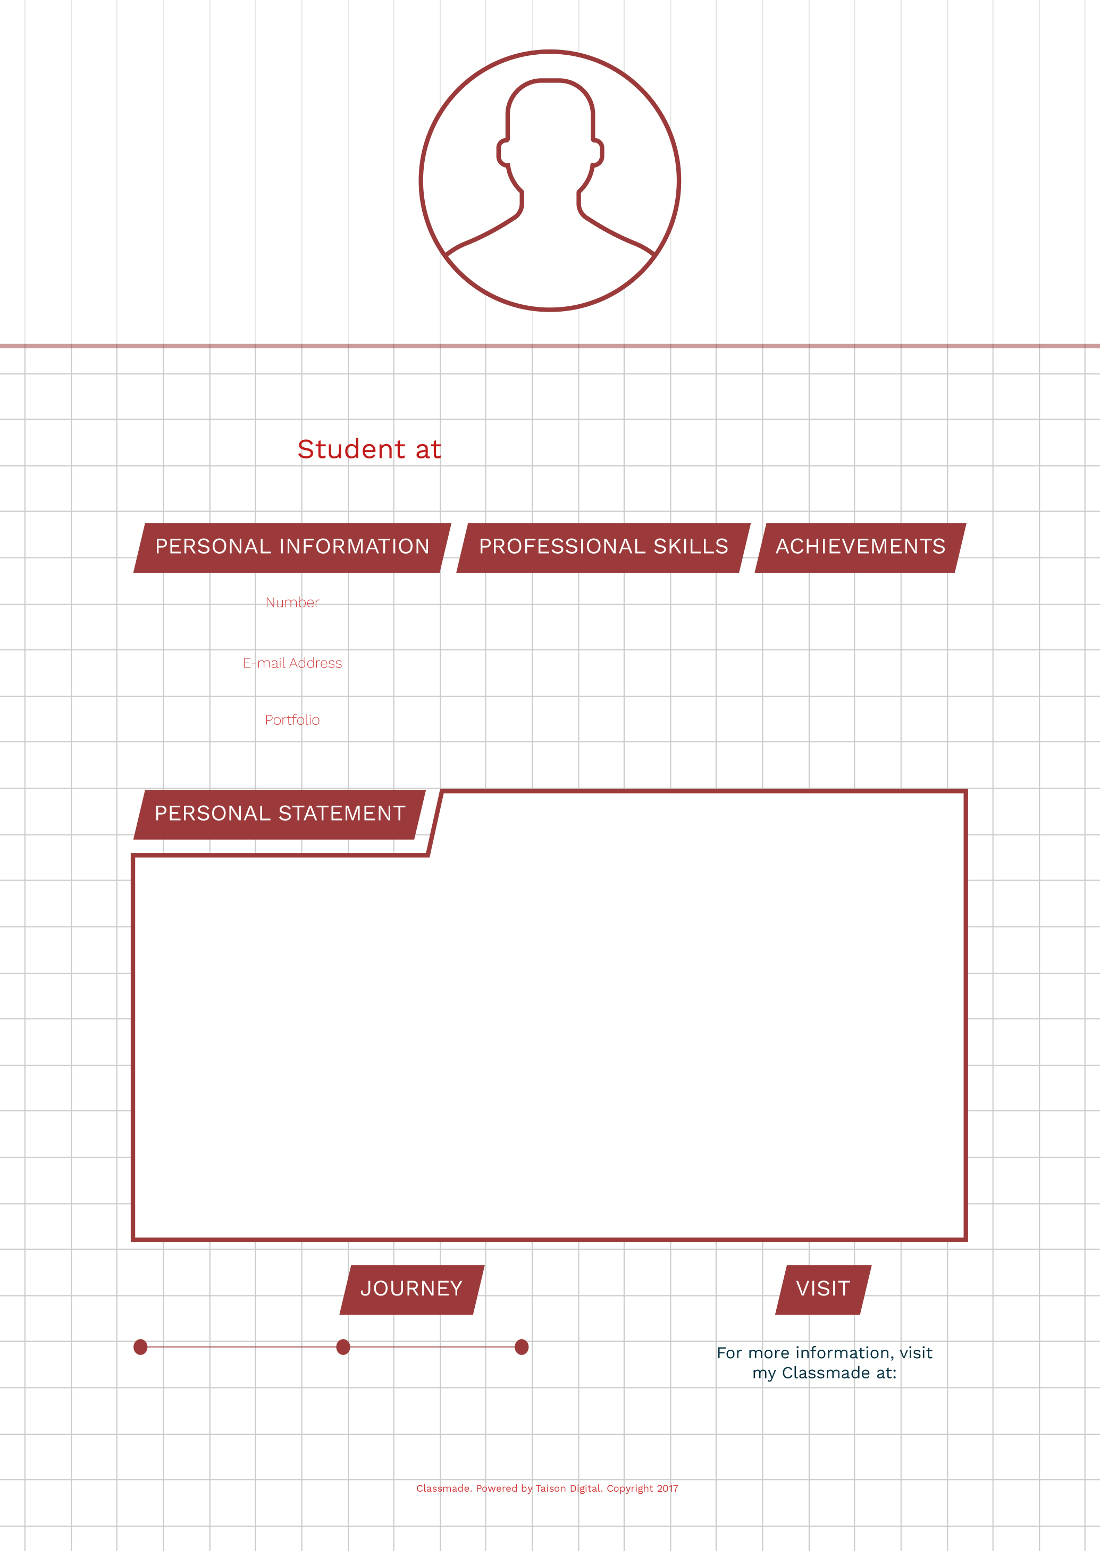 Student at
PERSONAL INFORMATION
PROFESSIONAL SKILLS
ACHIEVEMENTS
Number
E-mail Address
Portfolio
PERSONAL STATEMENT
JOURNEY
VISIT
For more information, visit
my Classmade at:
Classmade. Powered by Taison Digital. Copyright 2017